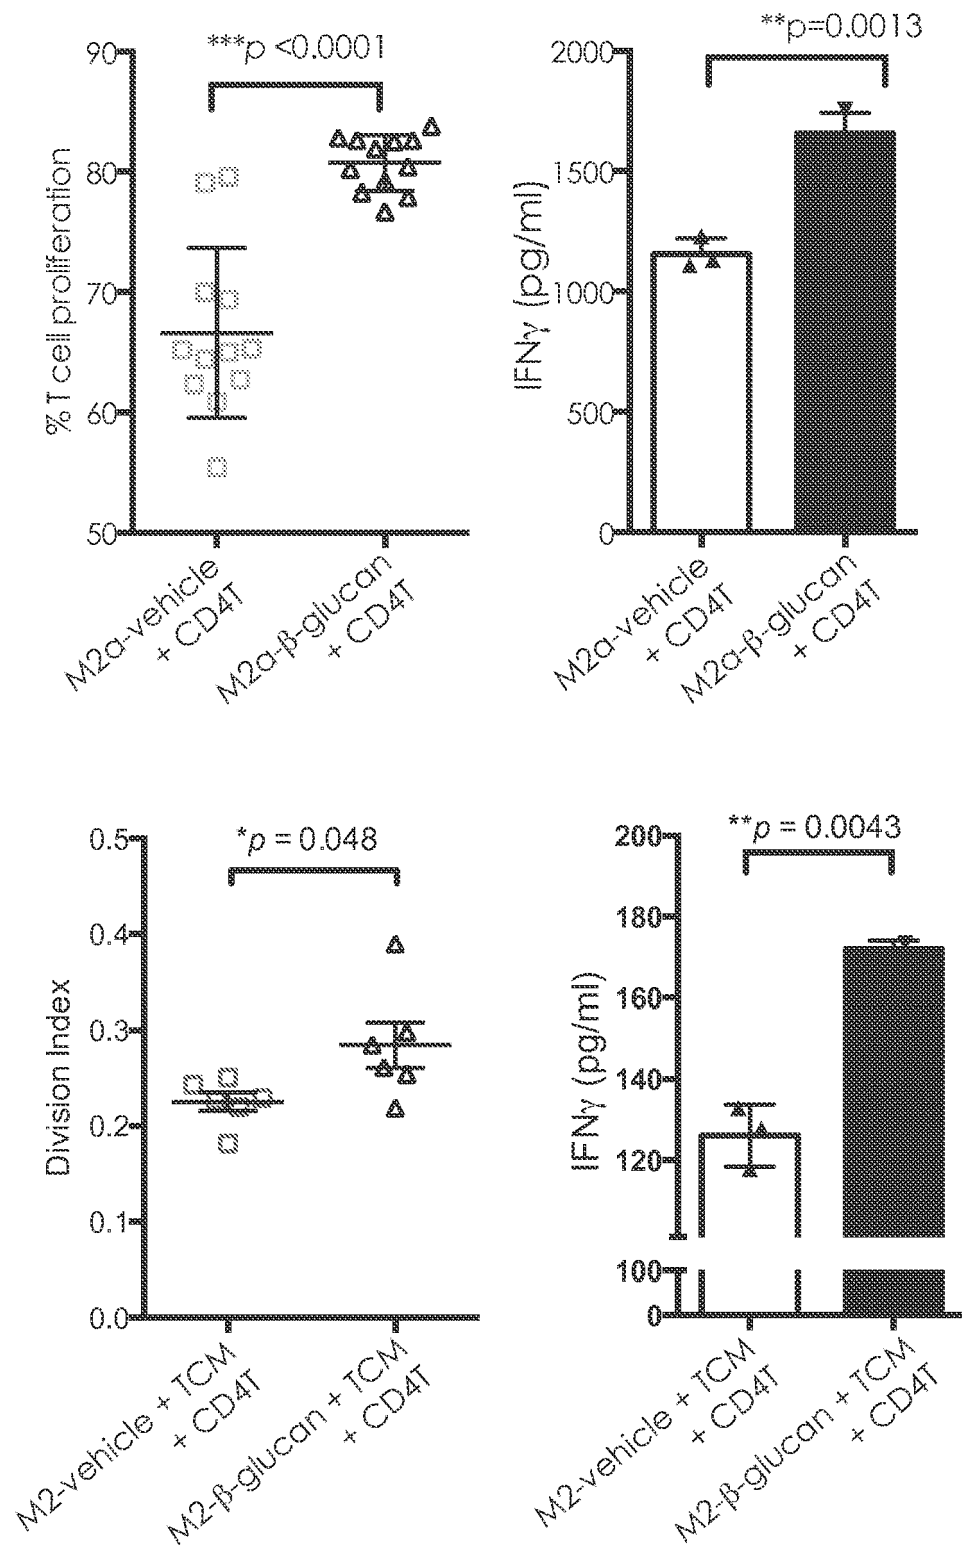 ***p <0.0001
90
80
70
60
50
% T cell proliferation
M2a-vehicle
+ CD4T
M2a-β-glucan
+ CD4T
**p=0.0013
2000
1500
1000
500
0
IFNγ (pg/ml)
M2a-vehicle
+ CD4T
M2a-β-glucan
+ CD4T
*p = 0.048
0.5
0.4
0.3
0.2
0.1
0.0
Division Index
M2-vehicle + TCM
+ CD4T
M2-β-glucan + TCM
+ CD4T
**p = 0.0043
200
180
160
140
120
100
0
IFNγ (pg/ml)
M2-vehicle + TCM
+ CD4T
M2-β-glucan + TCM
+ CD4T